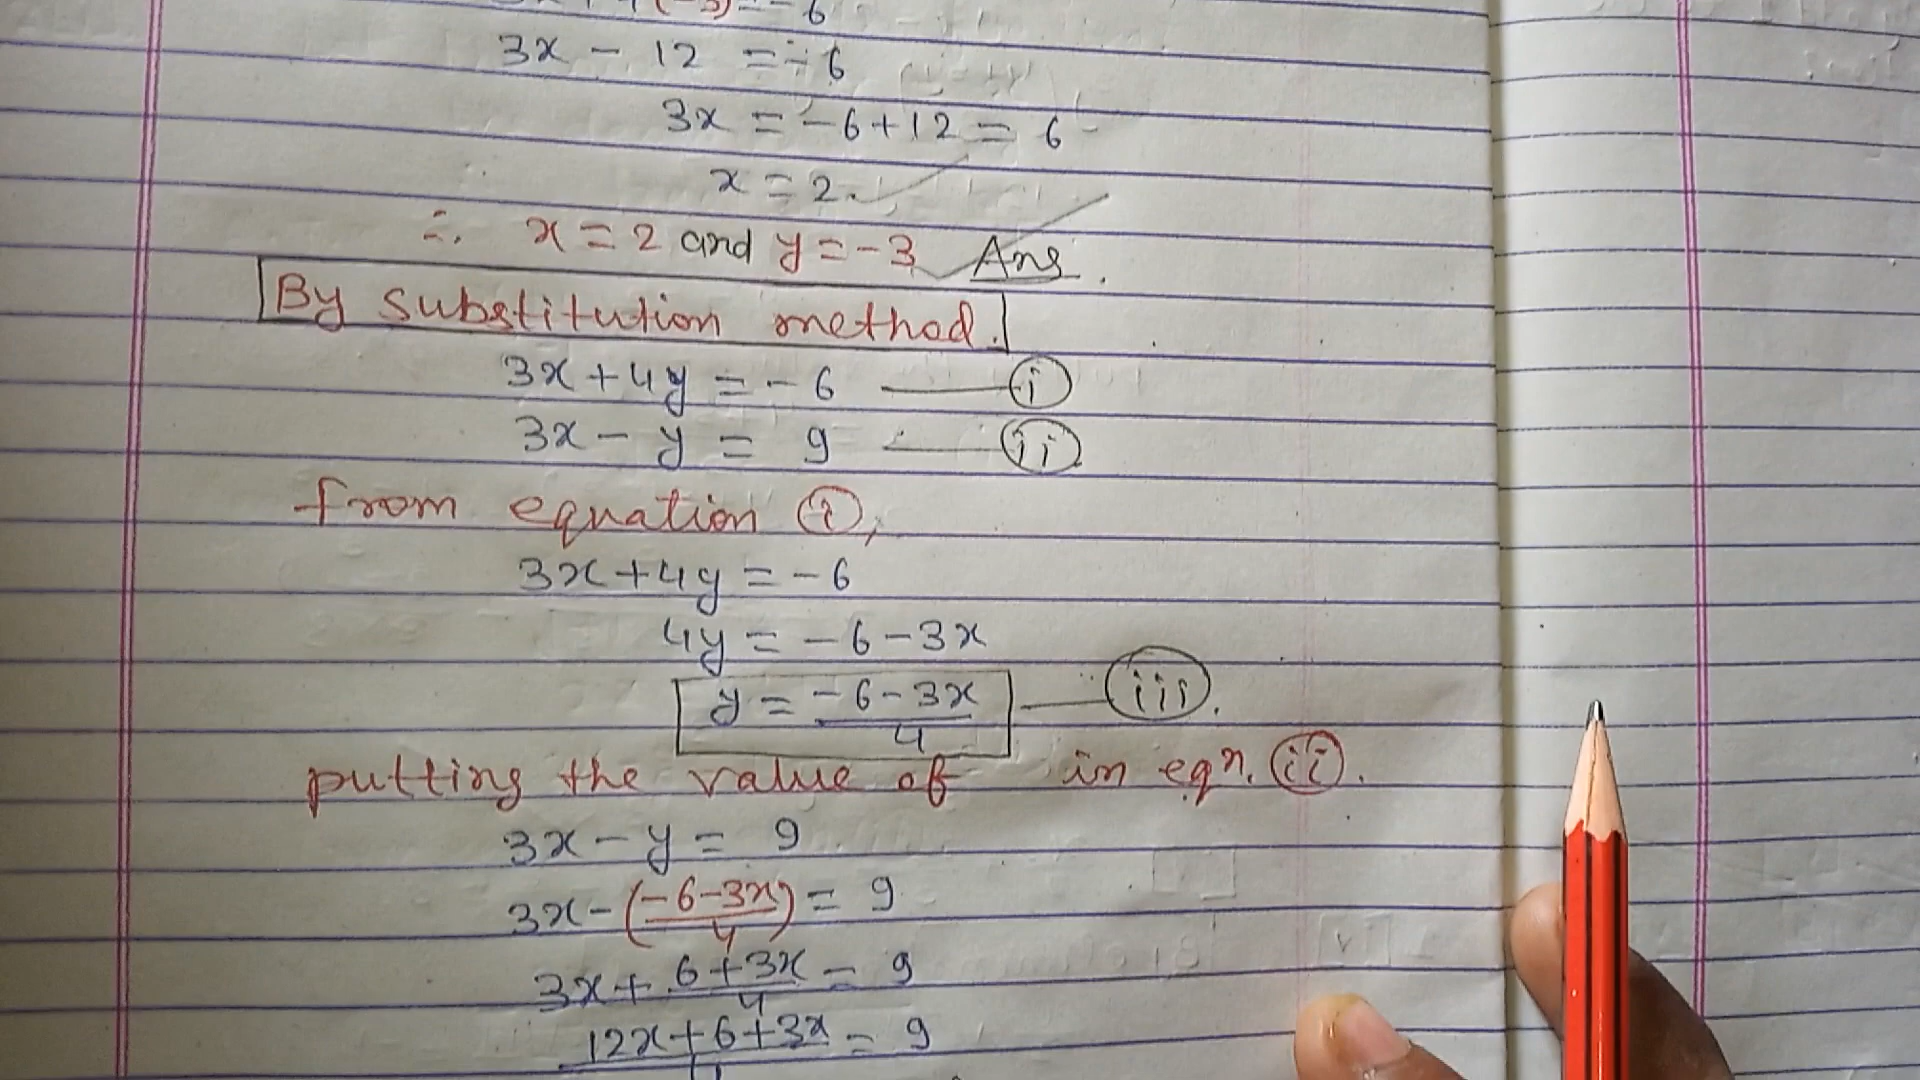 3x - 12 = -6
3x = -6+12 = 6
x = 2.
∴ x = 2 and y = -3 Ans.
By substitution method.
3x+4y = -6 —— (i)
3x - y = 9 —— (ii)
from equation (i),
3x+4y = -6
4y = -6-3x
y = (-6-3x)/4 —— (iii).
putting the value of in eqn. (ii).
3x - y = 9
3x-((-6-3x)/4) = 9
3x + (6+3x)/4 = 9
(12x+6+3x)/4 = 9